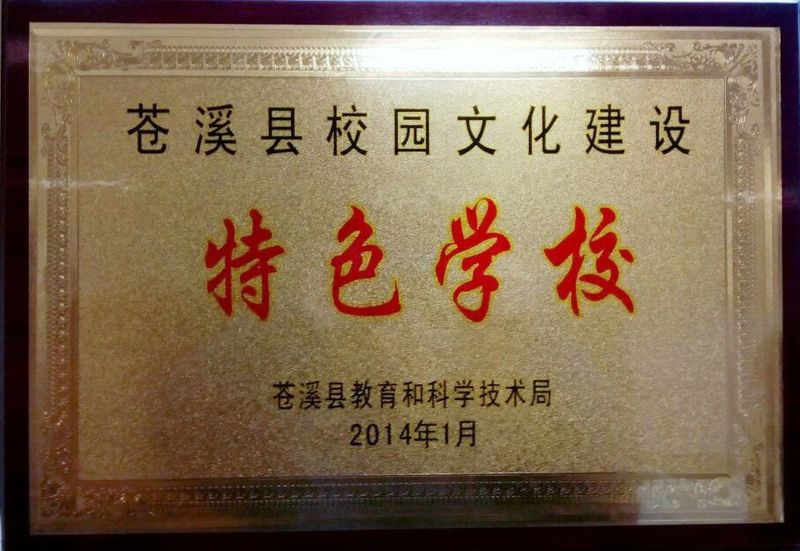 苍溪县校园文化建设
特色学校
苍溪县教育和科学技术局
2014年1月